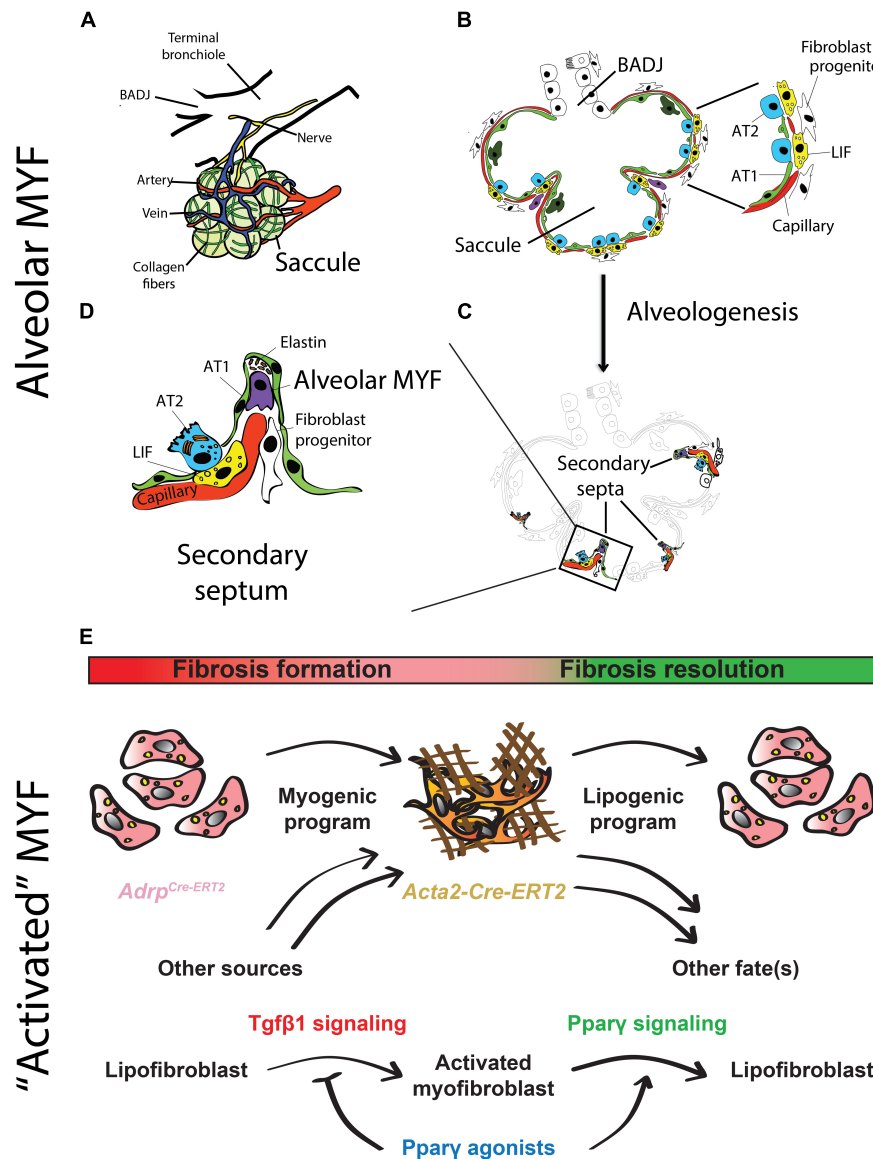 Alveolar MYF
A
Terminal
bronchiole
BADJ
Nerve
Artery
Vein
Collagen
fibers
Saccule
B
BADJ
Fibroblast
progenito
AT2
LIF
AT1
Capillary
Saccule
Alveologenesis
D
Elastin
AT1
Alveolar MYF
AT2
Fibroblast
progenitor
LIF
Capillary
Secondary
septum
C
Secondary
septa
"Activated" MYF
E
Fibrosis formation
Fibrosis resolution
Myogenic
program
Lipogenic
program
AdrpCre-ERT2
Acta2-Cre-ERT2
Other sources
Other fate(s)
Tgfβ1 signaling
Pparγ signaling
Lipofibroblast
Activated
myofibroblast
Lipofibroblast
Pparγ agonists